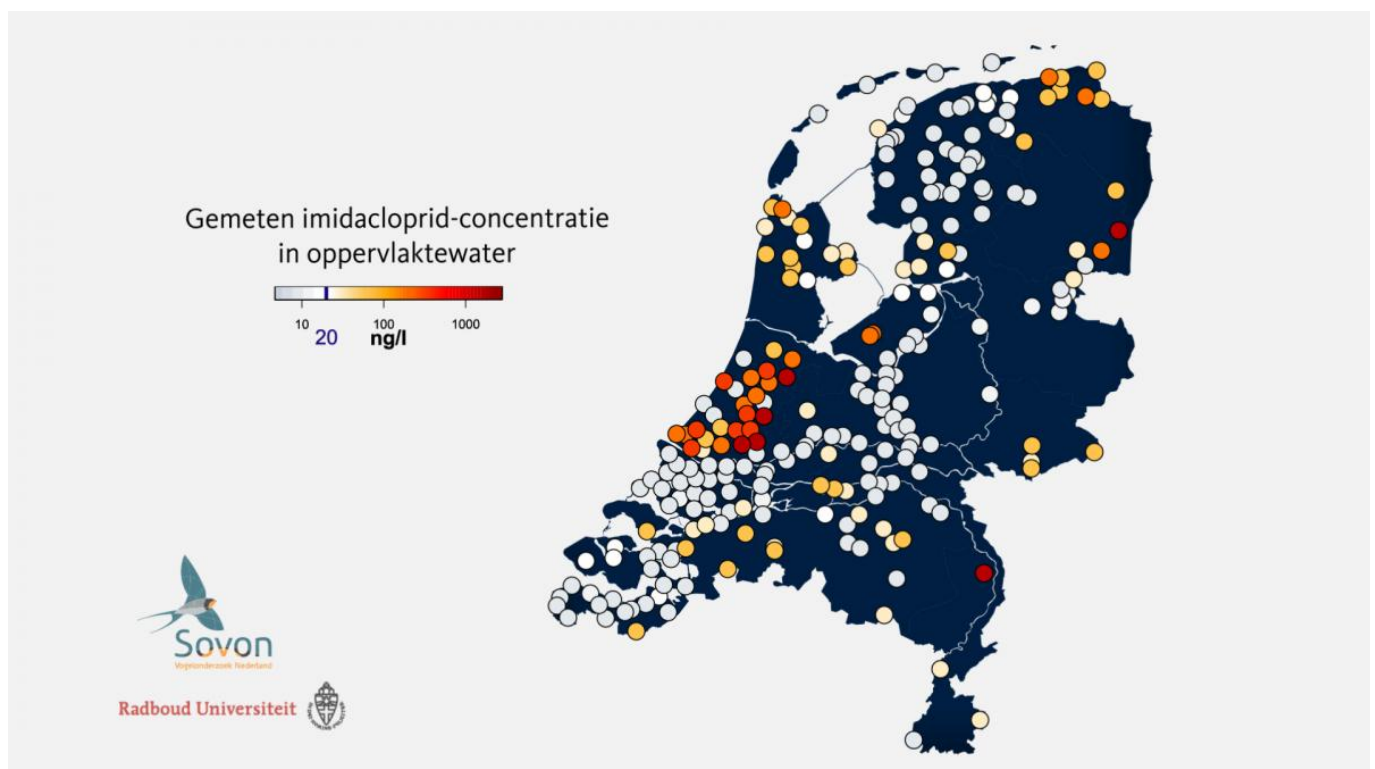 Gemeten imidacloprid-concentratie
in oppervlaktewater
10 100 1000
20 ng/l
Sovon
Vogelonderzoek Nederland
Radboud Universiteit